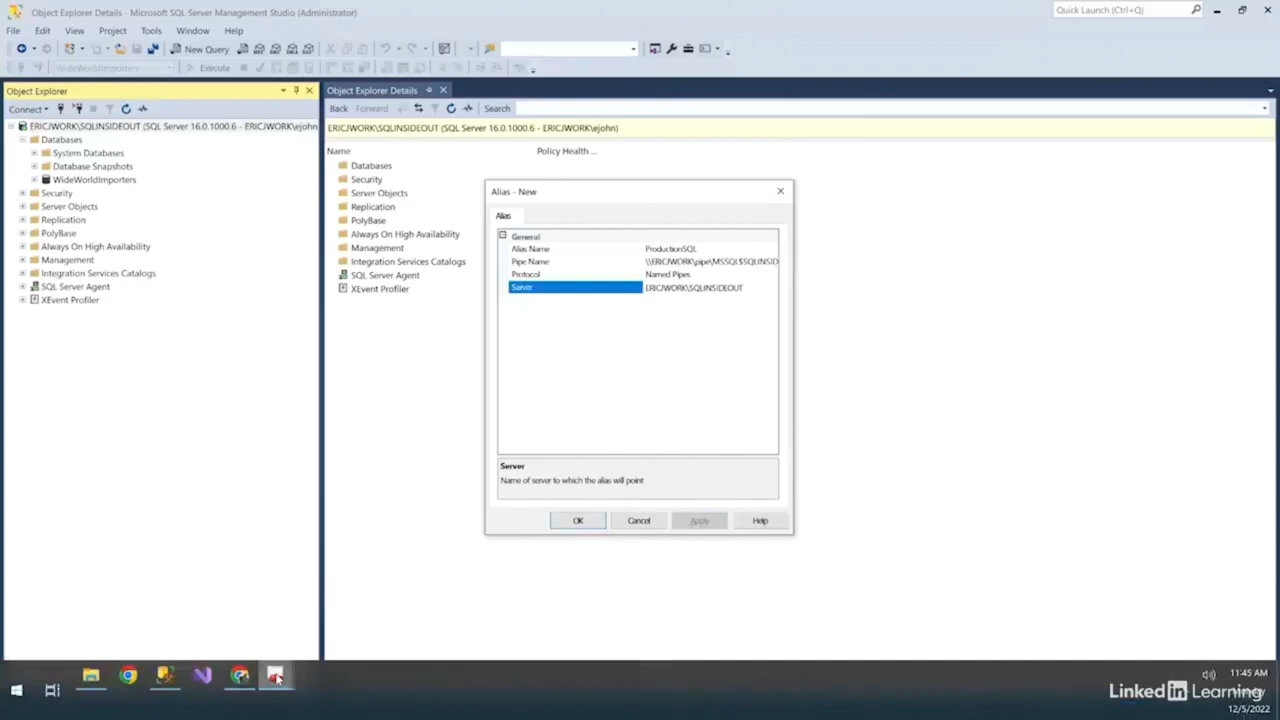 Object Explorer Details - Microsoft SQL Server Management Studio (Administrator)
Quick Launch (Ctrl+Q)
File Edit View Project Tools Window Help
New Query
WideWorldImporters
Execute
Object Explorer
Connect
ERICJWORK\SQLINSIDEOUT (SQL Server 16.0.1000.6 - ERICJWORK\ejohn
Databases
System Databases
Database Snapshots
WideWorldImporters
Security
Server Objects
Replication
PolyBase
Always On High Availability
Management
Integration Services Catalogs
SQL Server Agent
XEvent Profiler
Object Explorer Details
Back Forward Search
ERICJWORK\SQLINSIDEOUT (SQL Server 16.0.1000.6 - ERICJWORK\ejohn)
Name Policy Health ...
Databases
Security
Server Objects
Replication
PolyBase
Always On High Availability
Management
Integration Services Catalogs
SQL Server Agent
XEvent Profiler
Alias - New
Alias
General
Alias Name ProductionSQL
Pipe Name \\ERICJWORK\pipe\MSSQL$SQLINSID
Protocol Named Pipes
Server ERICJWORK\SQLINSIDEOUT
Server
Name of server to which the alias will point
OK Cancel Apply Help
11:45 AM
LinkedIn Learning
12/5/2022